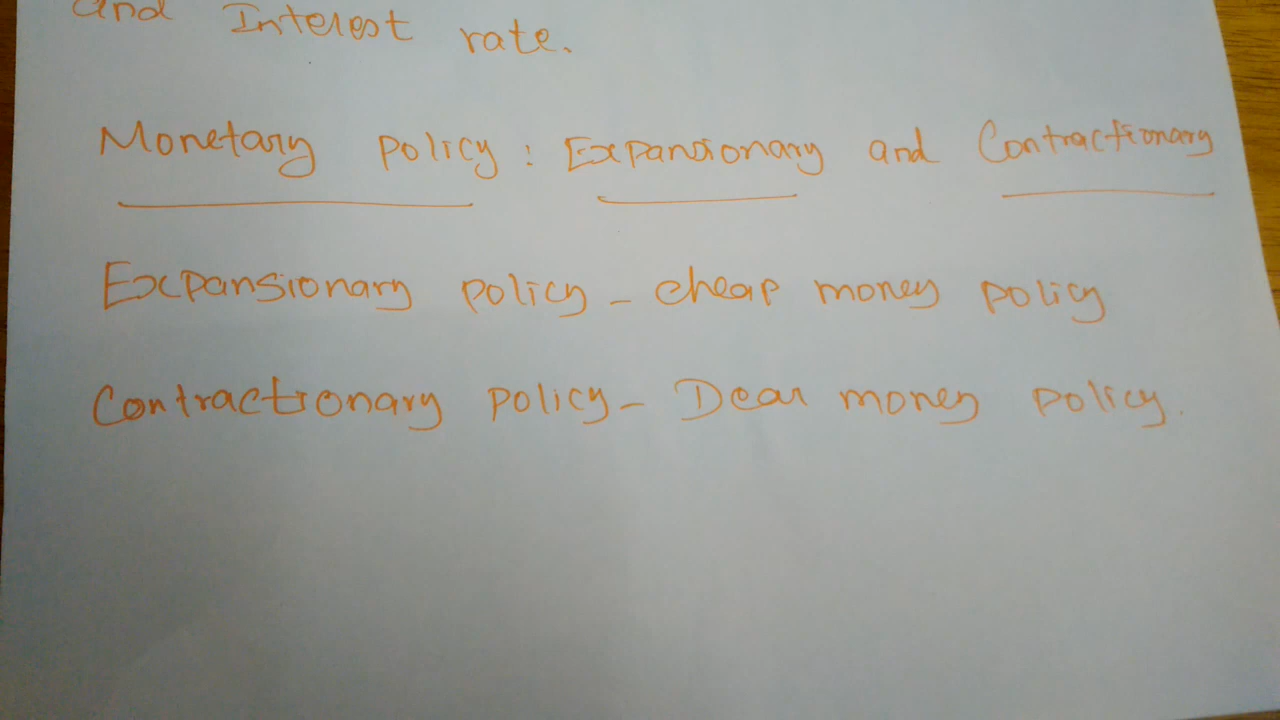 and Interest rate.
Monetary policy : Expansionary and Contractionary
Expansionary policy - cheap money policy
Contractionary policy - Dear money policy.